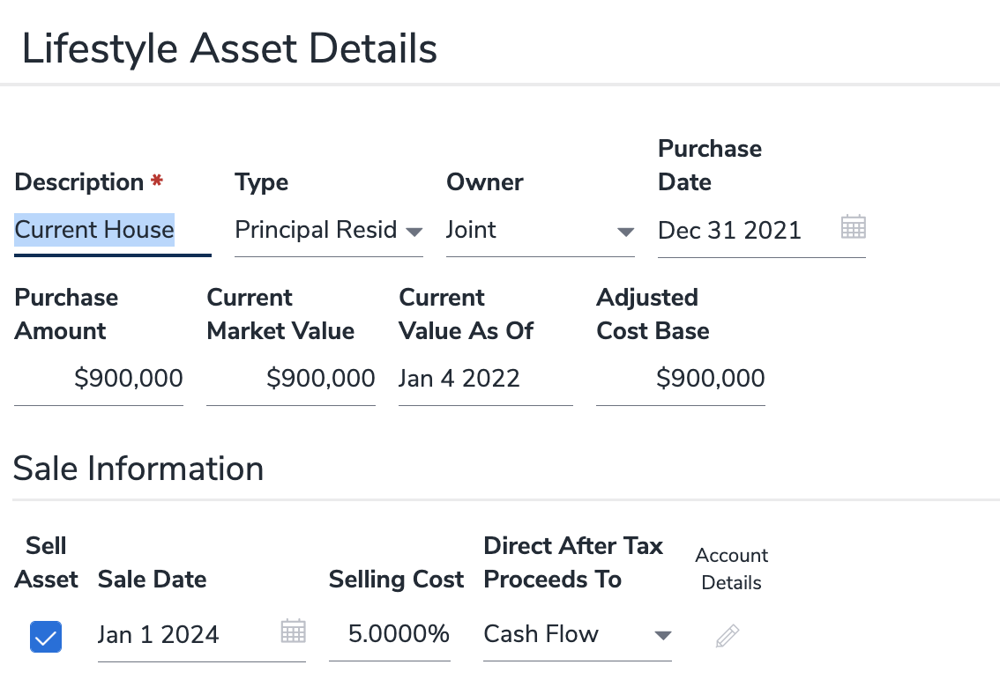 Lifestyle Asset Details
Purchase
Description * Type Owner Date
Current House Principal Resid Joint Dec 31 2021
Purchase Current Current Adjusted
Amount Market Value Value As Of Cost Base
$900,000 $900,000 Jan 4 2022 $900,000
Sale Information
Sell Direct After Tax Account
Asset Sale Date Selling Cost Proceeds To Details
Jan 1 2024 5.0000% Cash Flow